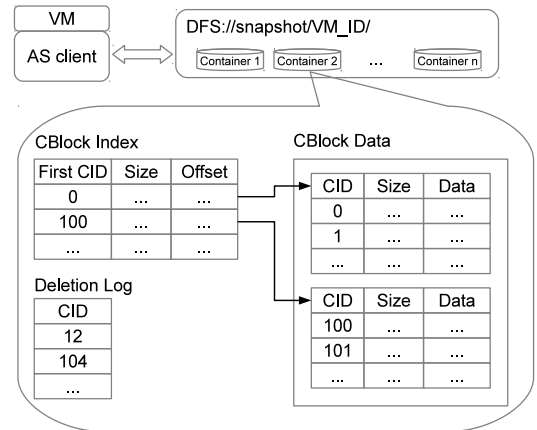 VM
AS client
DFS://snapshot/VM_ID/
Container 1 Container 2 ... Container n
CBlock Index
First CID Size Offset
0 ... ...
100 ... ...
... ... ...
Deletion Log
CID
12
104
...
CBlock Data
CID Size Data
0 ... ...
1 ... ...
... ... ...
CID Size Data
100 ... ...
101 ... ...
... ... ...